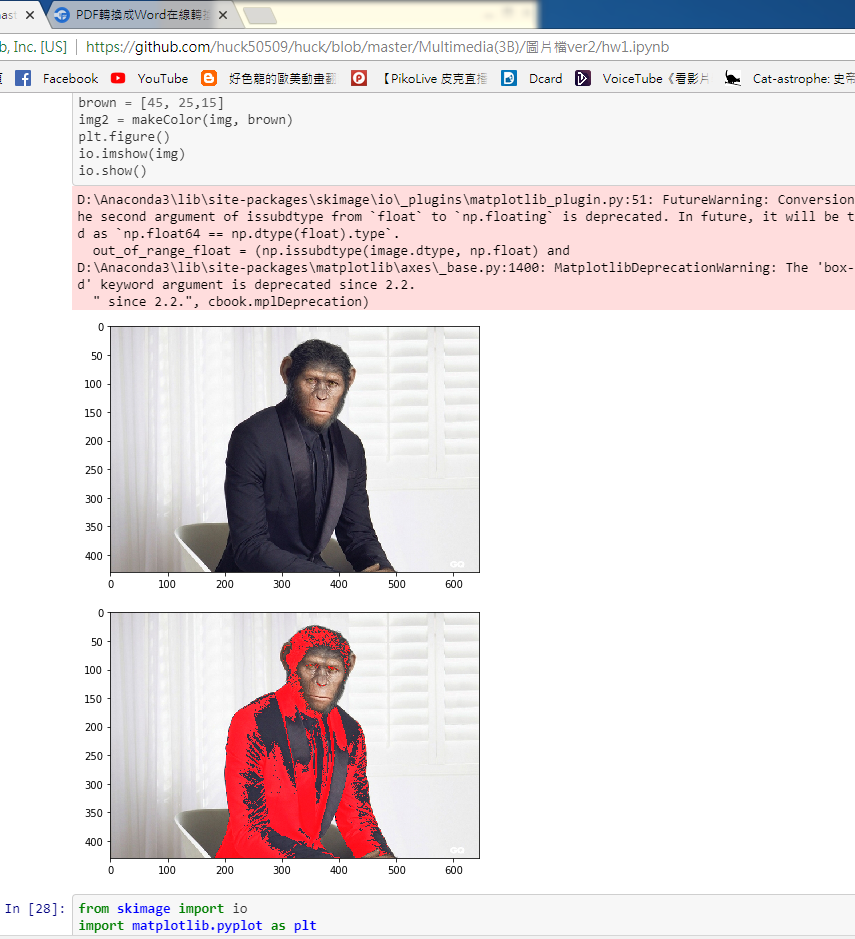 PDF轉換成Word在線轉
b, Inc. [US] | https://github.com/huck50509/huck/blob/master/Multimedia(3B)/圖片檔ver2/hw1.ipynb
Facebook YouTube 好色龍的歐美動畫翻 【PikoLive 皮克直播 Dcard VoiceTube《看影片 Cat-astrophe: 史帝
brown = [45, 25,15]
img2 = makeColor(img, brown)
plt.figure()
io.imshow(img)
io.show()
D:\Anaconda3\lib\site-packages\skimage\io\_plugins\matplotlib_plugin.py:51: FutureWarning: Conversion
he second argument of issubdtype from `float` to `np.floating` is deprecated. In future, it will be t
d as `np.float64 == np.dtype(float).type`.
out_of_range_float = (np.issubdtype(image.dtype, np.float) and
D:\Anaconda3\lib\site-packages\matplotlib\axes\_base.py:1400: MatplotlibDeprecationWarning: The 'box-
d' keyword argument is deprecated since 2.2.
" since 2.2.", cbook.mplDeprecation)
0
50
100
150
200
250
300
350
400
GQ
0 100 200 300 400 500 600
0
50
100
150
200
250
300
350
400
GQ
0 100 200 300 400 500 600
In [28]: from skimage import io
import matplotlib.pyplot as plt